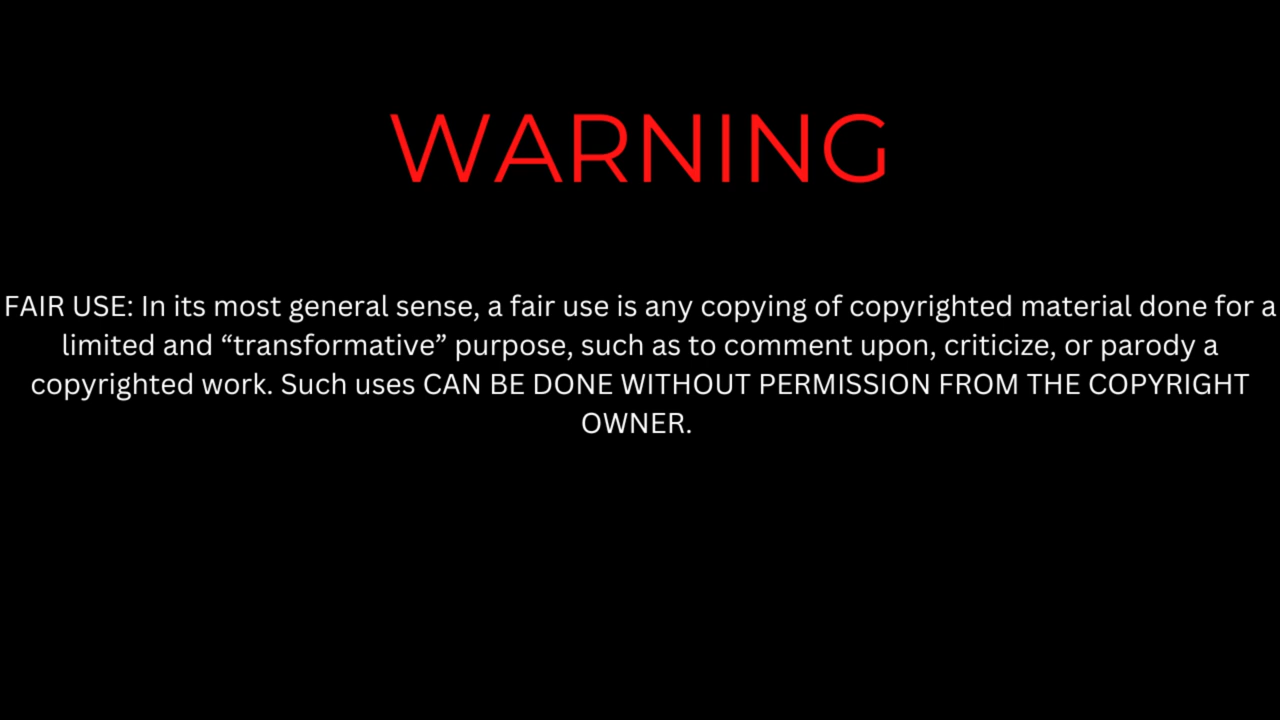 WARNING
FAIR USE: In its most general sense, a fair use is any copying of copyrighted material done for a
limited and “transformative” purpose, such as to comment upon, criticize, or parody a
copyrighted work. Such uses CAN BE DONE WITHOUT PERMISSION FROM THE COPYRIGHT
OWNER.